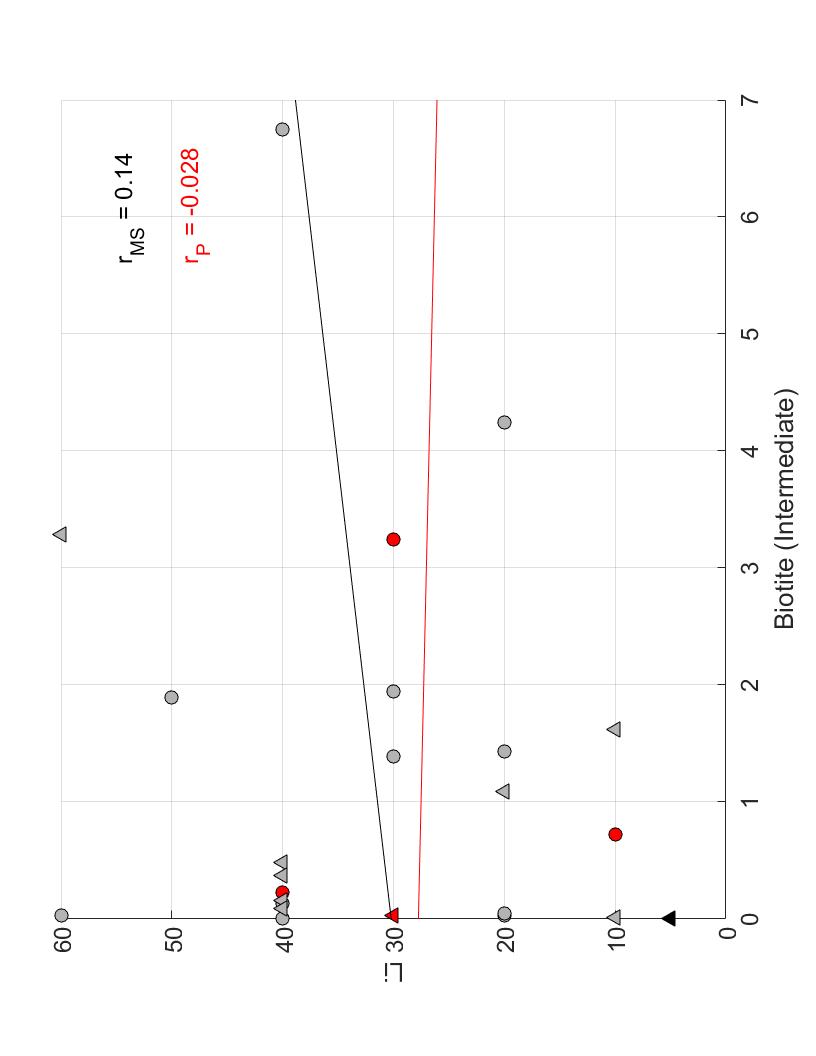 60
50
40
30
20
10
0
Li
r_MS = 0.14
r_P = -0.028
0 1 2 3 4 5 6 7
Biotite (Intermediate)